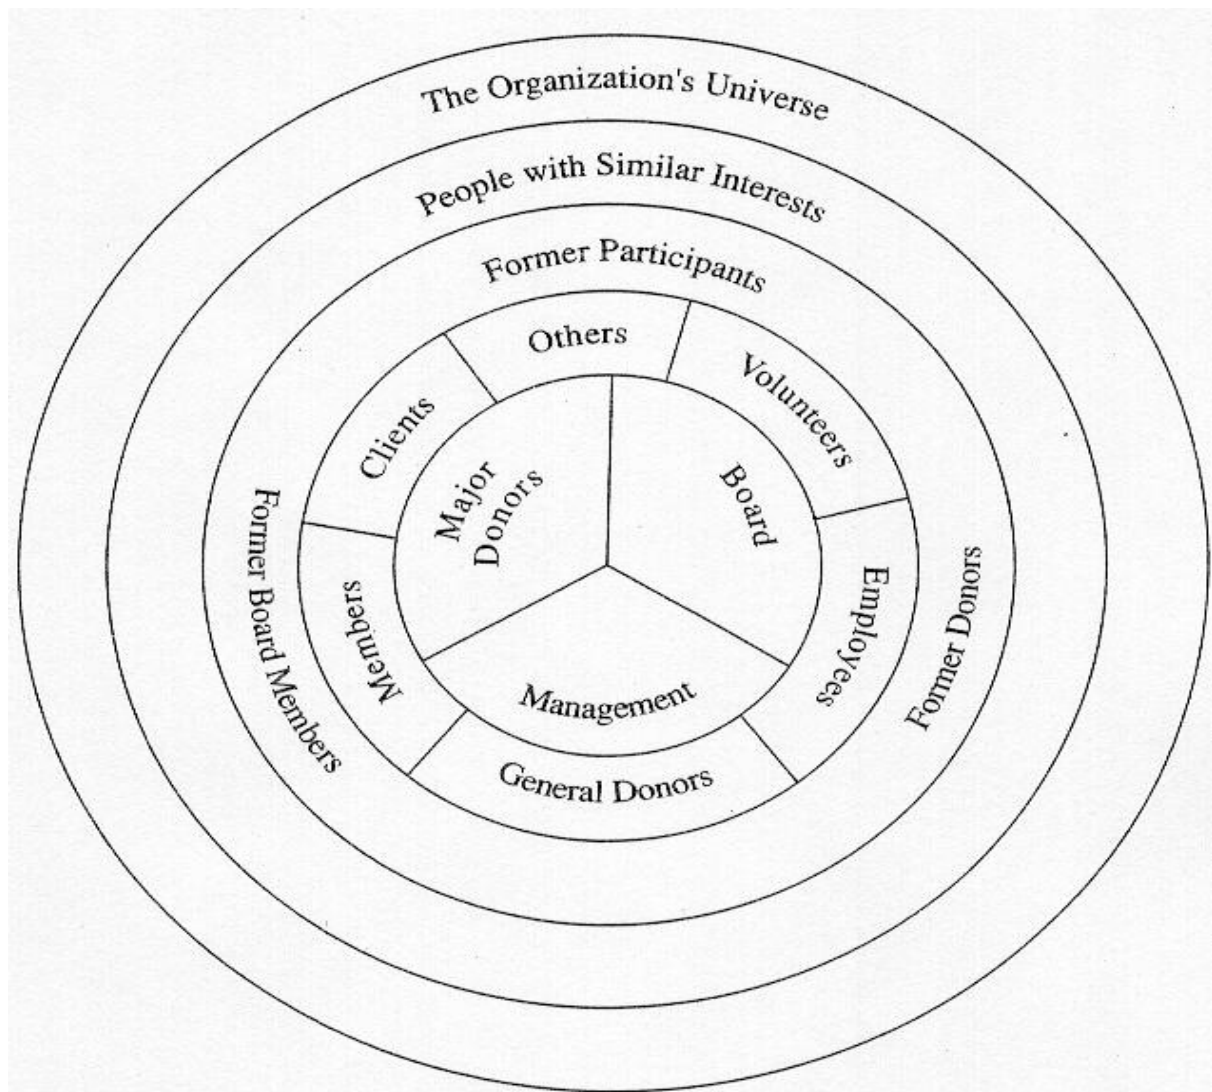 The Organization's Universe
People with Similar Interests
Former Participants
Others
Volunteers
Clients
Major
Donors
Board
Former Board Members
Members
Employees
Former Donors
Management
General Donors